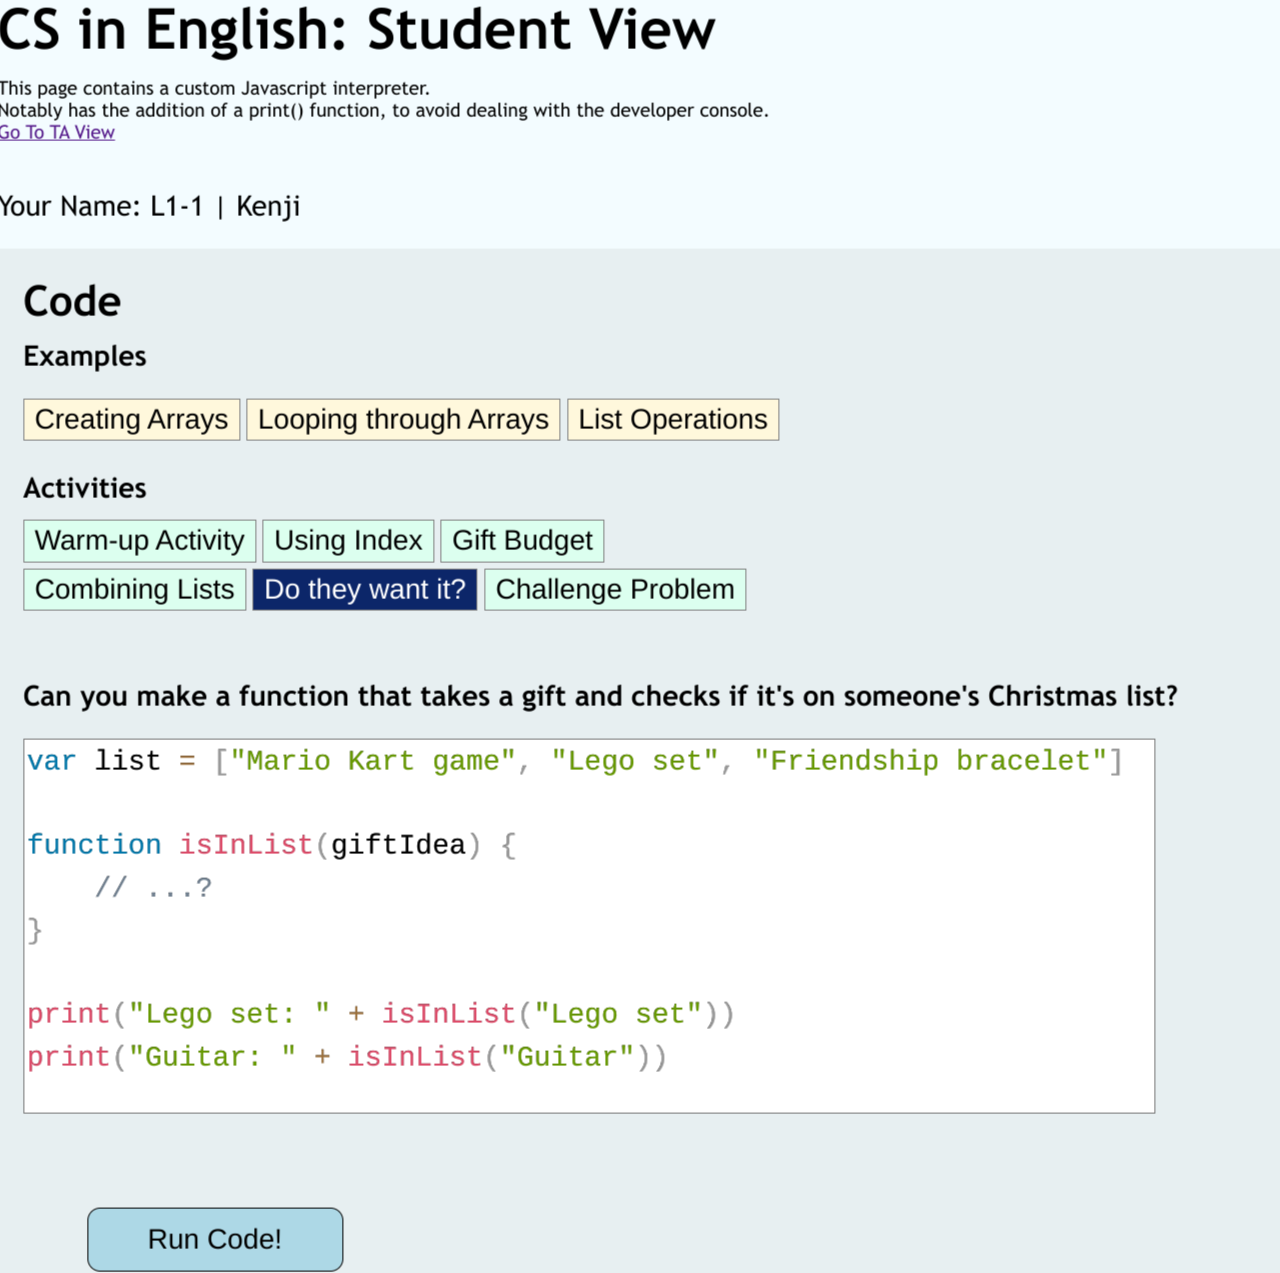 CS in English: Student View
This page contains a custom Javascript interpreter.
Notably has the addition of a print() function, to avoid dealing with the developer console.
Go To TA View
Your Name: L1-1 | Kenji
Code
Examples
Creating Arrays Looping through Arrays List Operations
Activities
Warm-up Activity Using Index Gift Budget
Combining Lists Do they want it? Challenge Problem
Can you make a function that takes a gift and checks if it's on someone's Christmas list?
var list = ["Mario Kart game", "Lego set", "Friendship bracelet"]
function isInList(giftIdea) {
    // ...?
}
print("Lego set: " + isInList("Lego set"))
print("Guitar: " + isInList("Guitar"))
Run Code!